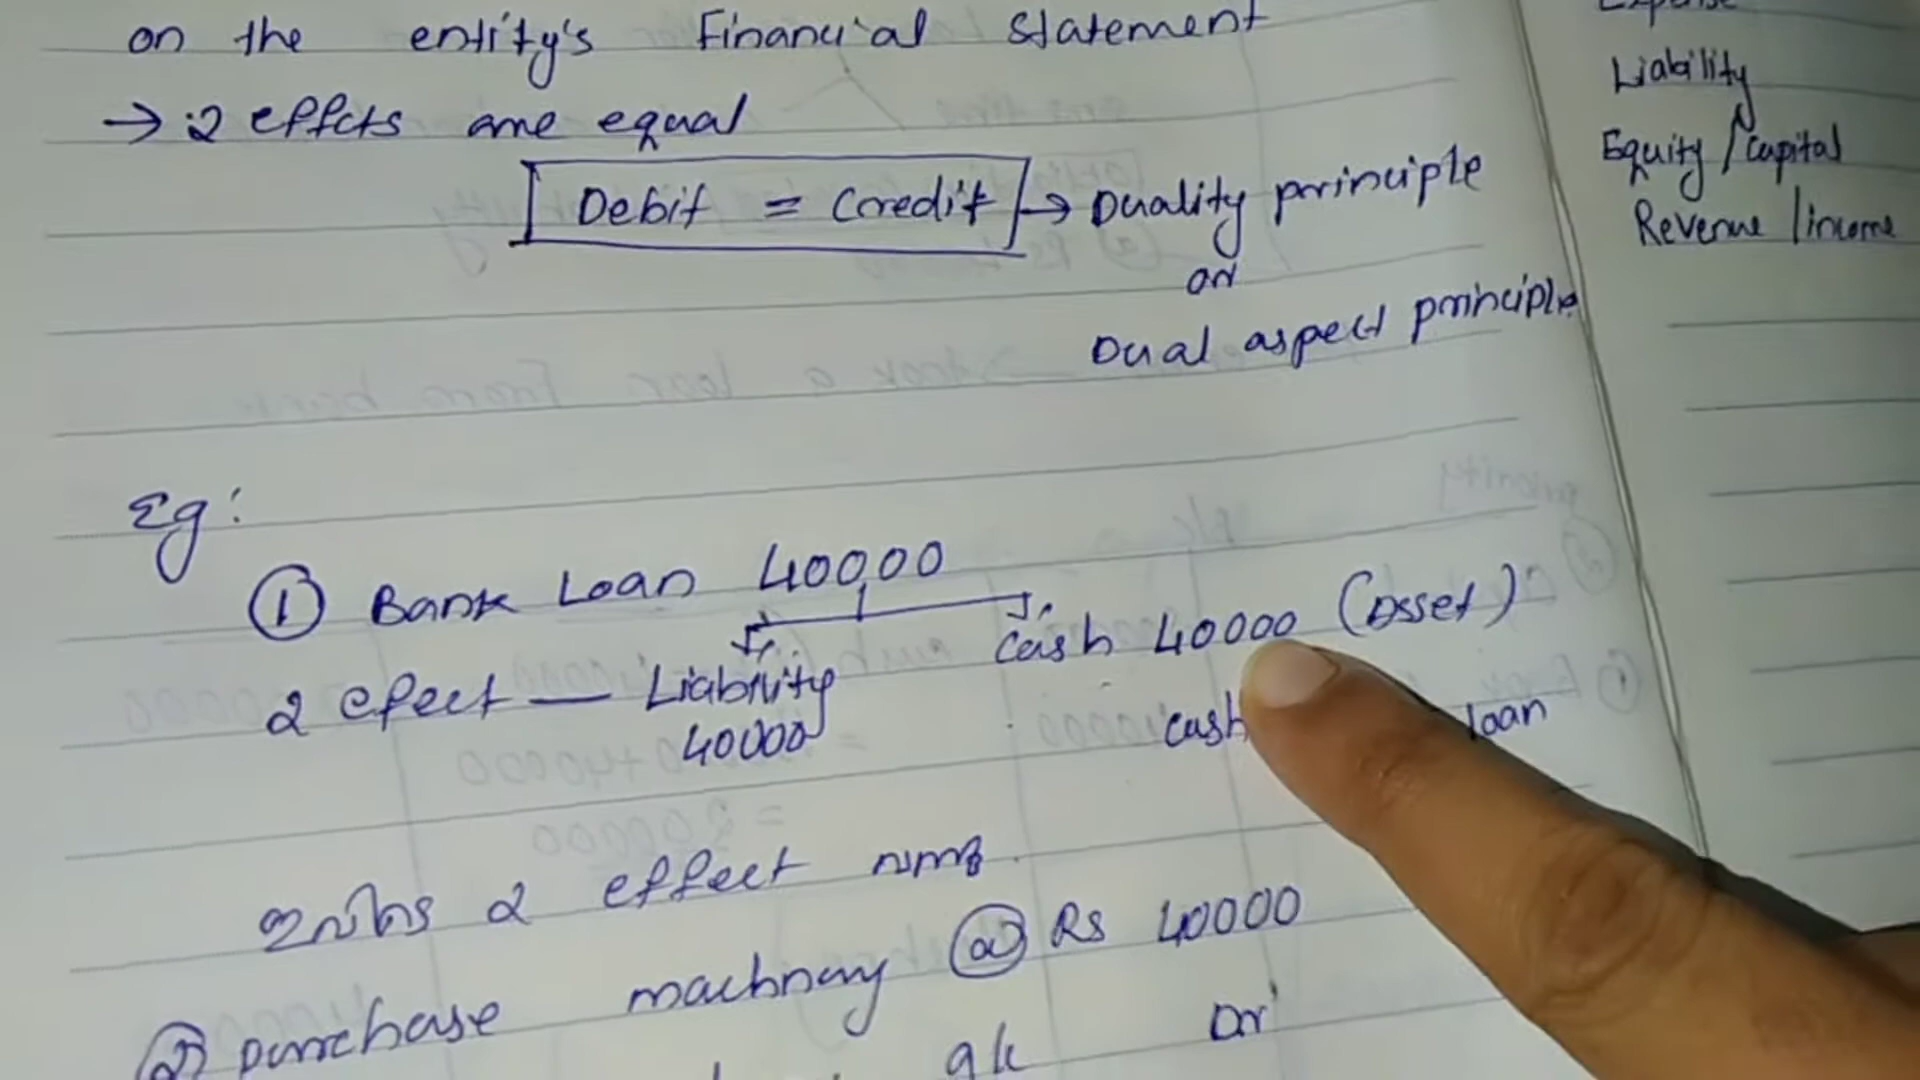 on the entity's Financial statement
→ 2 effcts are equal
Debit = Credit → Duality principle
or
Dual aspect principle
Eg:
① Bank Loan 40000
2 efect — Liability Cash 40000 (Asset)
40000 cash loan
ഇവിടെ 2 effect വന്നു
② purchase machnery @ Rs 40000
Dr
Liability
Equity / capital
Revenue / income